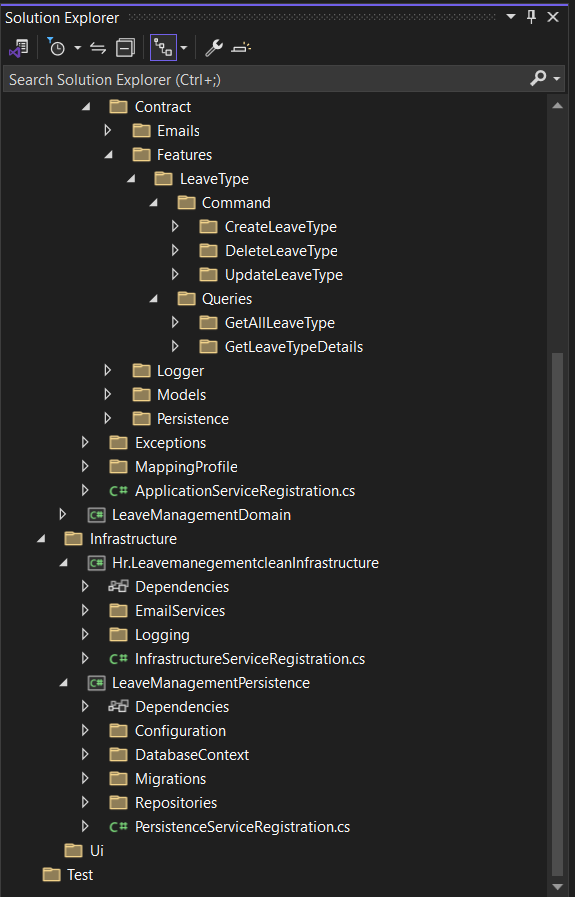 Solution Explorer
Search Solution Explorer (Ctrl+;)
Contract
Emails
Features
LeaveType
Command
CreateLeaveType
DeleteLeaveType
UpdateLeaveType
Queries
GetAllLeaveType
GetLeaveTypeDetails
Logger
Models
Persistence
Exceptions
MappingProfile
C# ApplicationServiceRegistration.cs
C# LeaveManagementDomain
Infrastructure
C# Hr.LeavemanegementcleanInfrastructure
Dependencies
EmailServices
Logging
C# InfrastructureServiceRegistration.cs
C# LeaveManagementPersistence
Dependencies
Configuration
DatabaseContext
Migrations
Repositories
C# PersistenceServiceRegistration.cs
Ui
Test